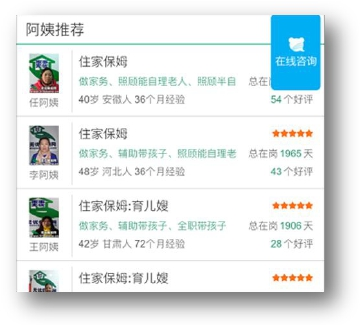 阿姨推荐
在线咨询
住家保姆
做家务、照顾能自理老人、照顾半自
总在岗
任阿姨
40岁 安徽人 36个月经验
54 个好评
住家保姆
做家务、辅助带孩子、照顾能自理老
总在岗 1965 天
李阿姨
48岁 河北人 36个月经验
43 个好评
住家保姆;育儿嫂
做家务、辅助带孩子、全职带孩子
总在岗 1906 天
王阿姨
42岁 甘肃人 72个月经验
28 个好评
住家保姆;育儿嫂